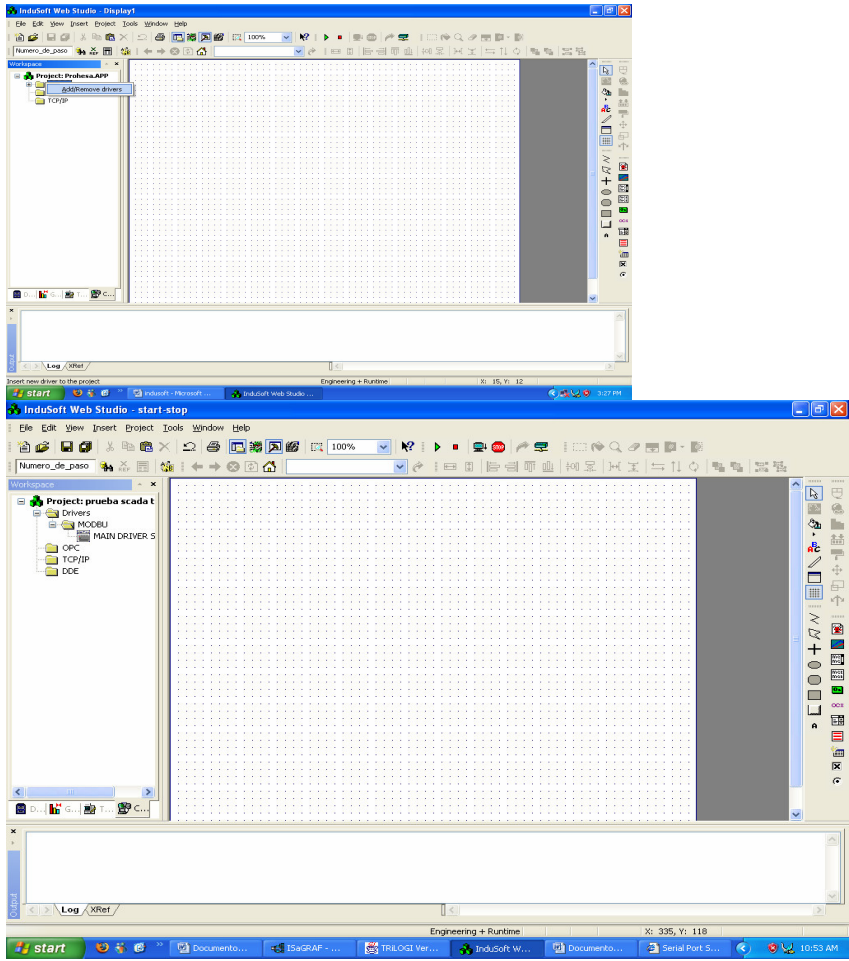 InduSoft Web Studio - Display1
File Edit View Insert Project Tools Window Help
100%
Numero_de_paso
Workspace
Project: Prohesa.APP
Add/Remove drivers
TCP/IP
D... G... T... C...
Output
Log XRef
Insert new driver to the project Engineering + Runtime X: 15, Y: 12
start indusoft - Microsoft ... InduSoft Web Studio ... 3:27 PM
InduSoft Web Studio - start-stop
File Edit View Insert Project Tools Window Help
100%
Numero_de_paso
Workspace
Project: prueba scada t
Drivers
MODBU
MAIN DRIVER S
OPC
TCP/IP
DDE
D... G... T... C...
Output
Log XRef
Engineering + Runtime X: 335, Y: 118
start Documento... ISaGRAF - ... TRiLOGI Ver... InduSoft W... Documento... Serial Port S... 10:53 AM